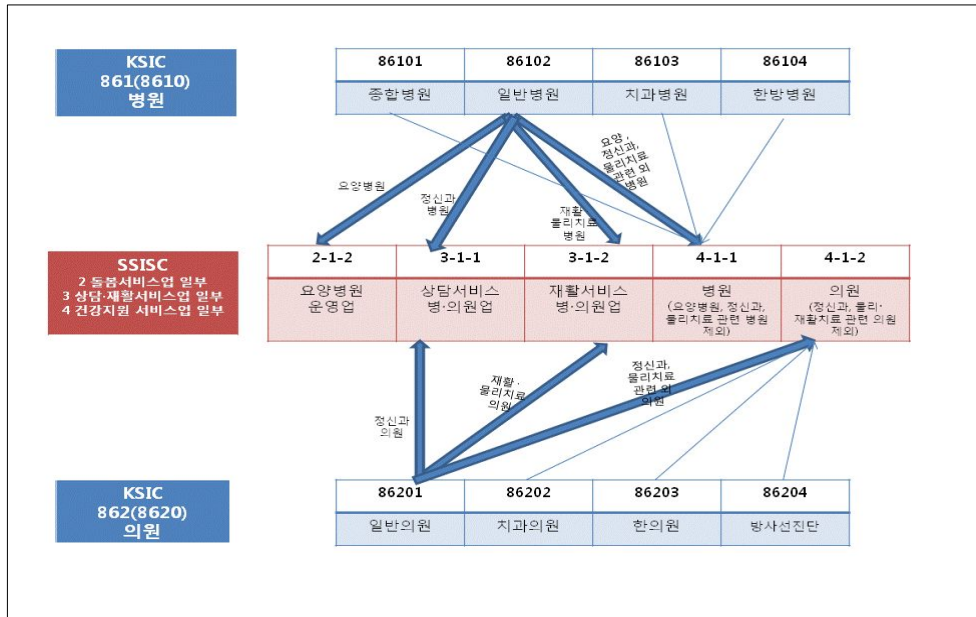 KSIC
861(8610)
병원
86101 86102 86103 86104
종합병원 일반병원 치과병원 한방병원
요양병원
정신과
병원
재활
물리치료
병원
요양,
정신과,
물리치료
관련 외
병원
SSISC
2 돌봄서비스업 일부
3 상담·재활서비스업 일부
4 건강지원 서비스업 일부
2-1-2 3-1-1 3-1-2 4-1-1 4-1-2
요양병원
운영업
상담서비스
병·의원업
재활서비스
병·의원업
병원
(요양병원, 정신과,
물리치료 관련 병원
제외)
의원
(정신과, 물리·
재활치료 관련 의원
제외)
정신과
의원
재활·
물리치료
의원
정신과,
물리치료
관련 외
의원
KSIC
862(8620)
의원
86201 86202 86203 86204
일반의원 치과의원 한의원 방사선진단